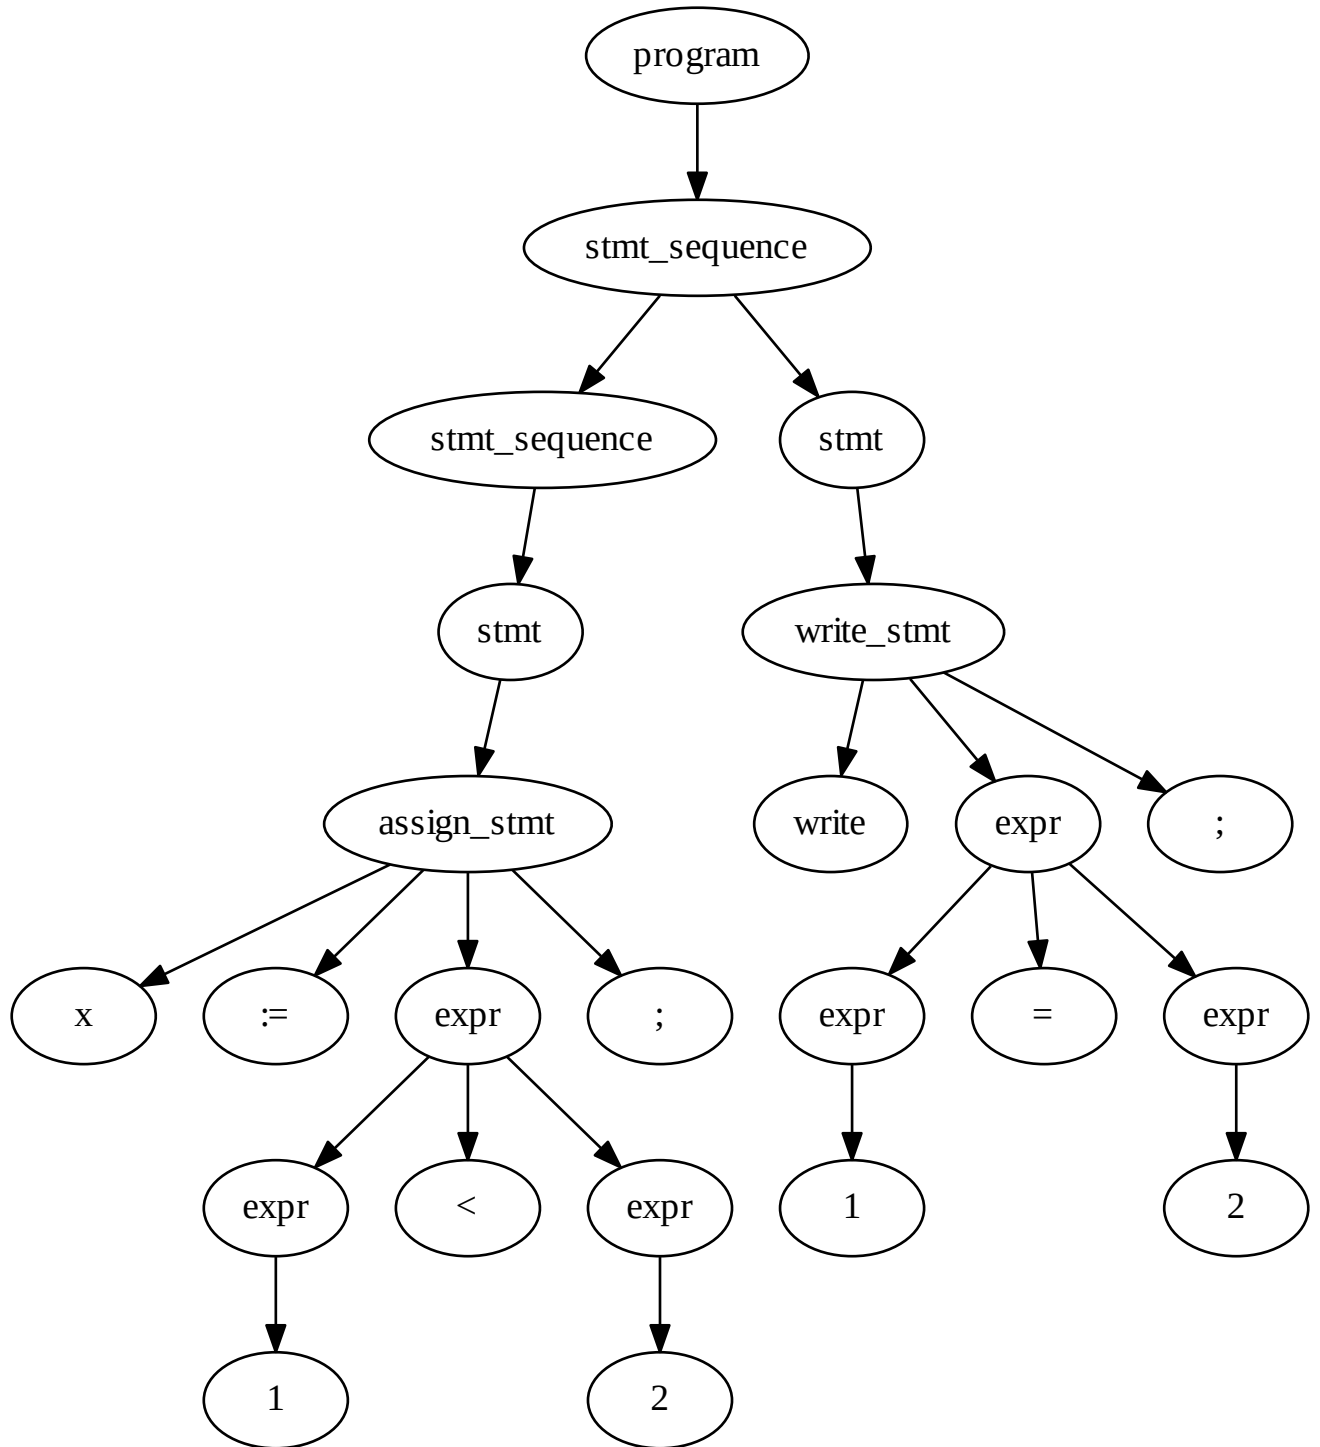 program
stmt_sequence
stmt_sequence
stmt
stmt
write_stmt
assign_stmt
write
expr
;
x
:=
expr
;
expr
=
expr
expr
<
expr
1
2
1
2